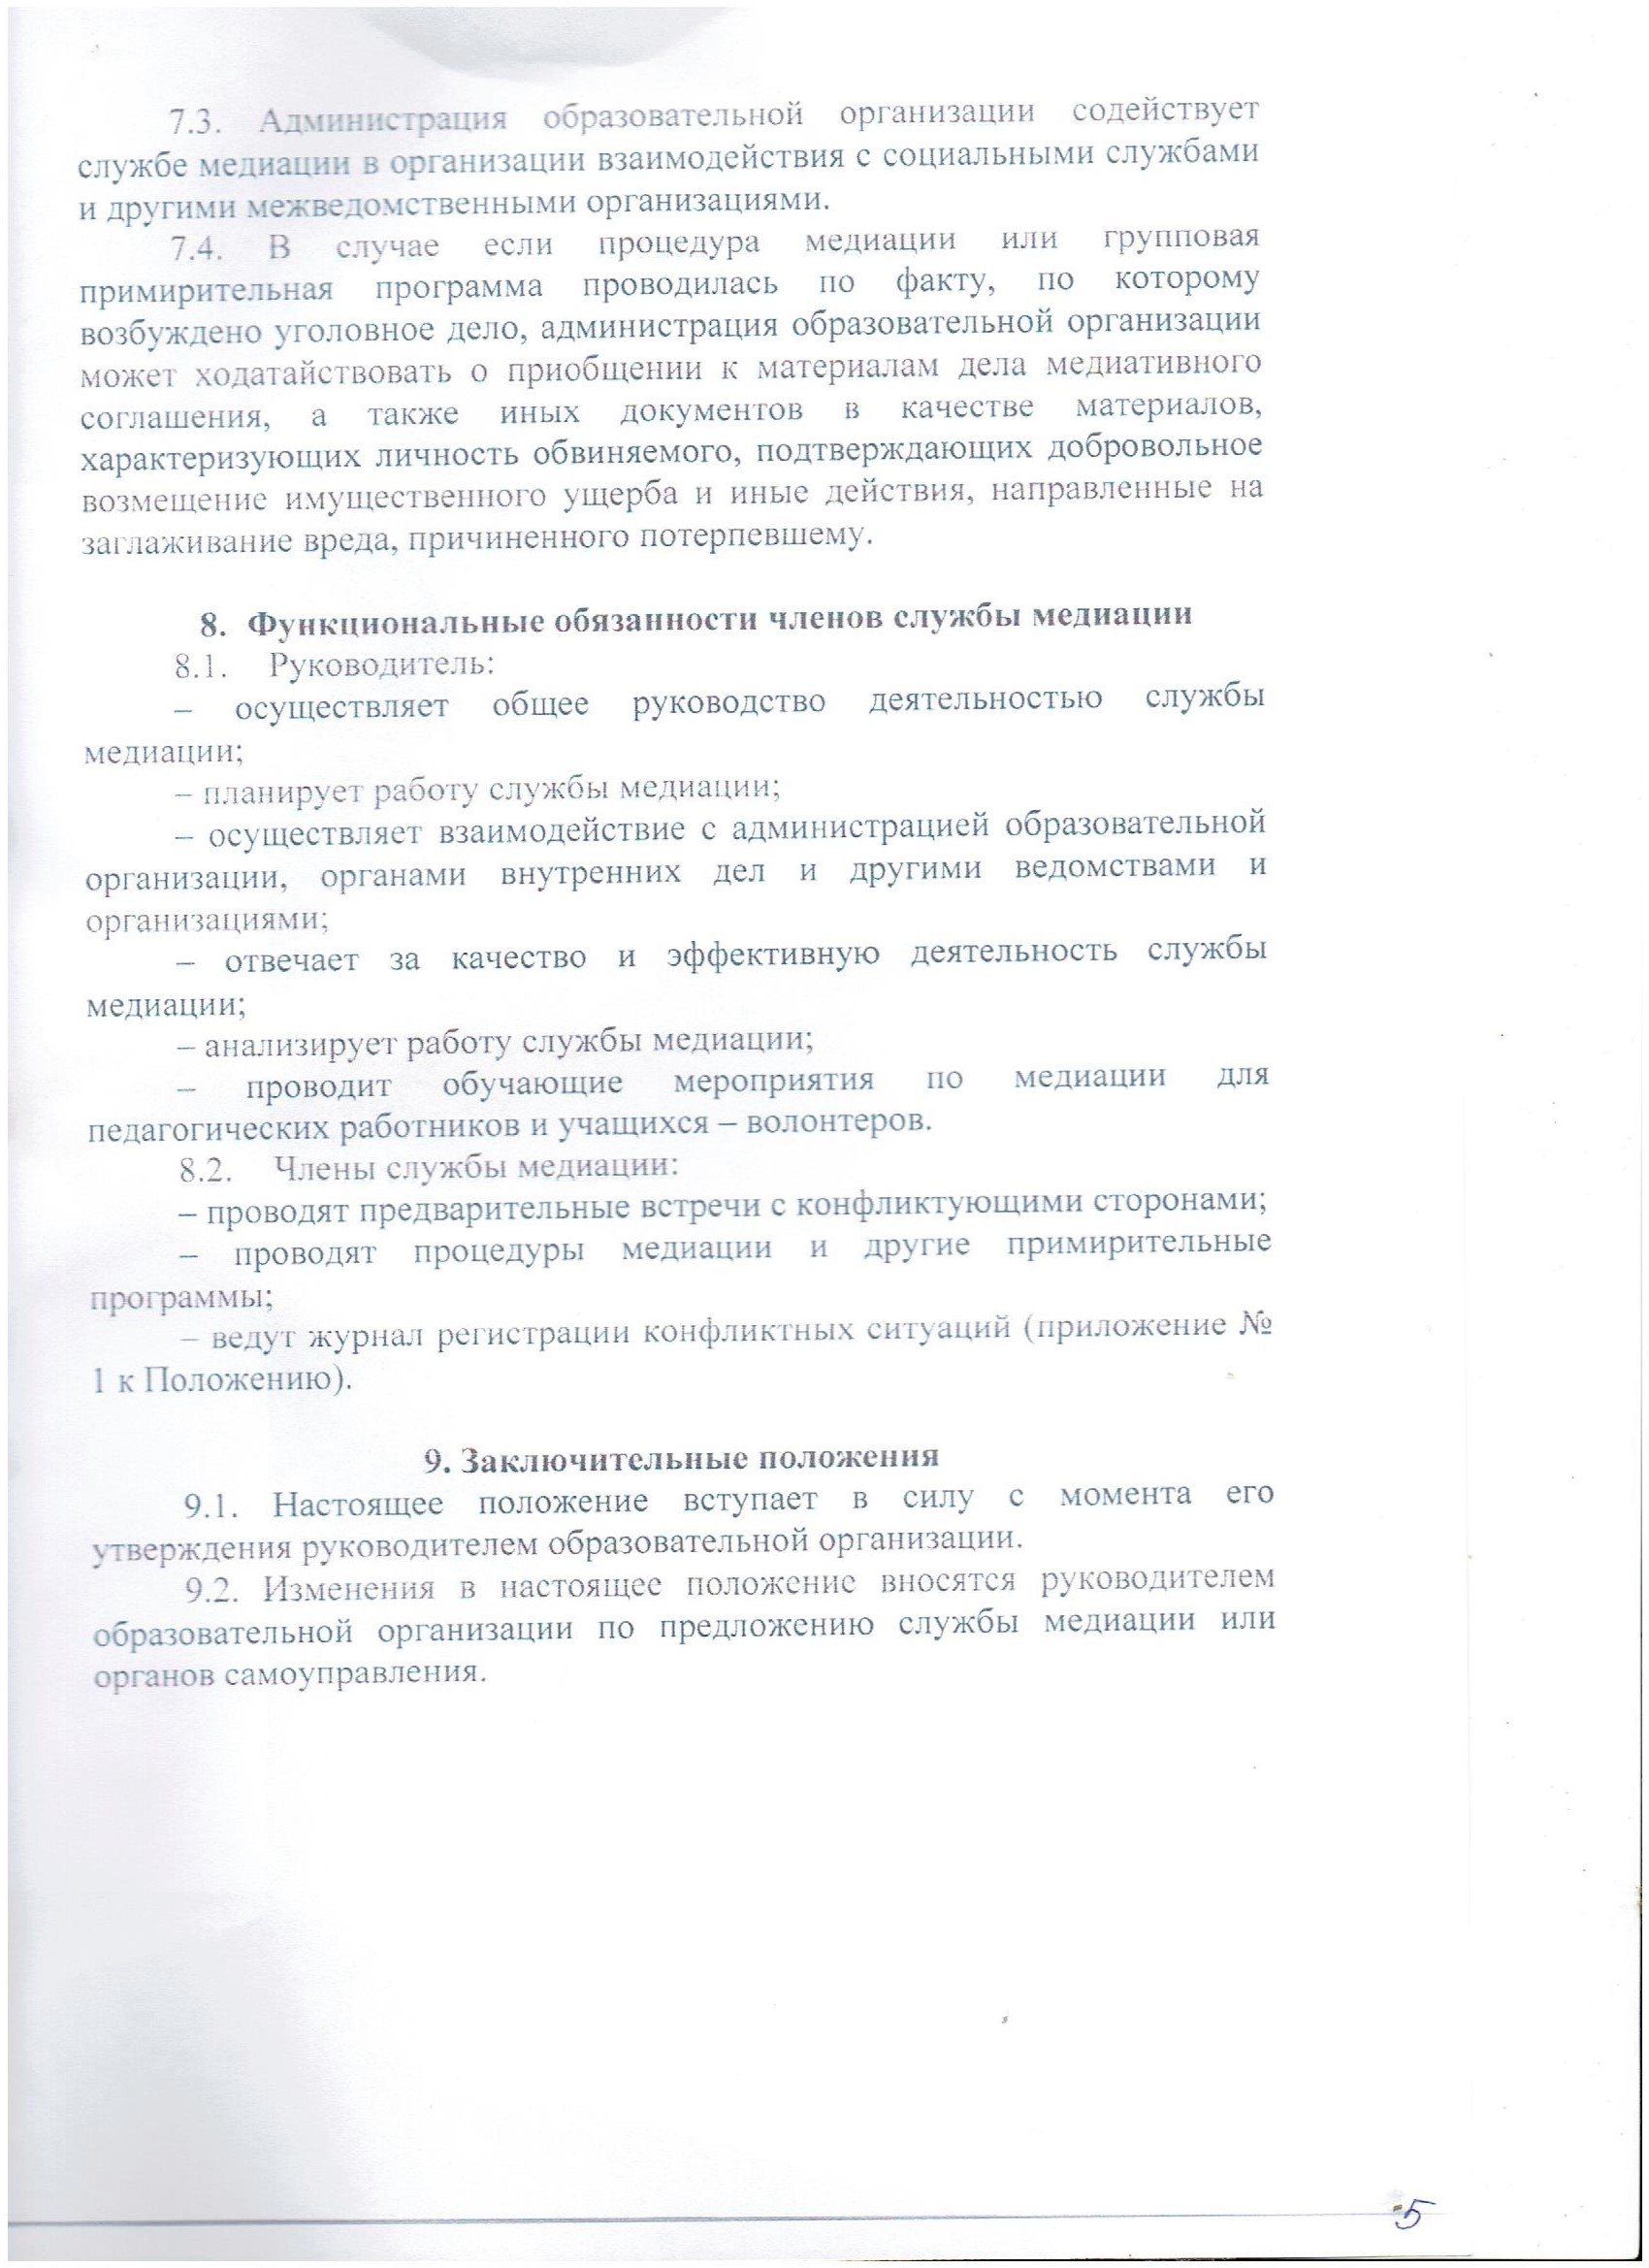 7.3. Администрация образовательной организации содействует
службе медиации в организации взаимодействия с социальными службами
и другими межведомственными организациями.
7.4. В случае если процедура медиации или групповая
примирительная программа проводилась по факту, по которому
возбуждено уголовное дело, администрация образовательной организации
может ходатайствовать о приобщении к материалам дела медиативного
соглашения, а также иных документов в качестве материалов,
характеризующих личность обвиняемого, подтверждающих добровольное
возмещение имущественного ущерба и иные действия, направленные на
заглаживание вреда, причиненного потерпевшему.
8. Функциональные обязанности членов службы медиации
8.1. Руководитель:
– осуществляет общее руководство деятельностью службы
медиации;
– планирует работу службы медиации;
– осуществляет взаимодействие с администрацией образовательной
организации, органами внутренних дел и другими ведомствами и
организациями;
– отвечает за качество и эффективную деятельность службы
медиации;
– анализирует работу службы медиации;
– проводит обучающие мероприятия по медиации для
педагогических работников и учащихся – волонтеров.
8.2. Члены службы медиации:
– проводят предварительные встречи с конфликтующими сторонами;
– проводят процедуры медиации и другие примирительные
программы;
– ведут журнал регистрации конфликтных ситуаций (приложение №
1 к Положению).
9. Заключительные положения
9.1. Настоящее положение вступает в силу с момента его
утверждения руководителем образовательной организации.
9.2. Изменения в настоящее положение вносятся руководителем
образовательной организации по предложению службы медиации или
органов самоуправления.
5